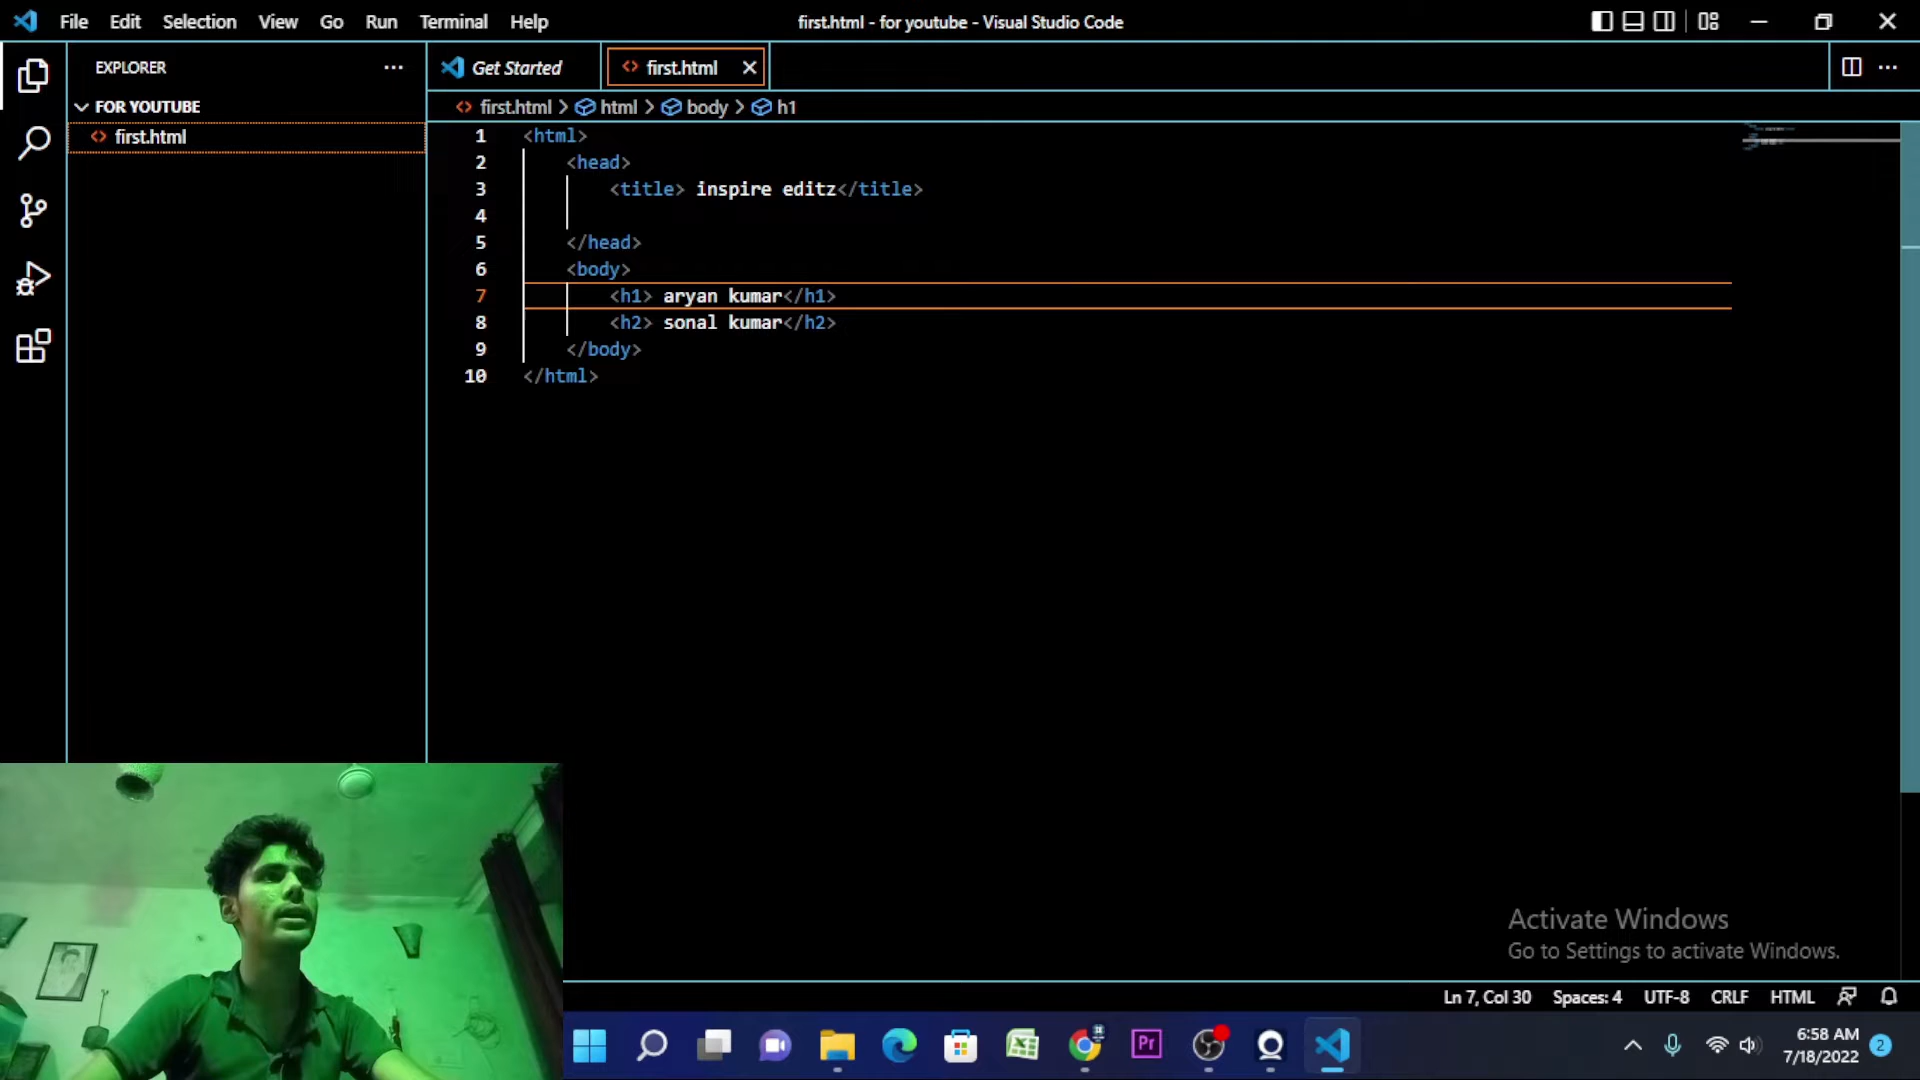 File Edit Selection View Go Run Terminal Help
first.html - for youtube - Visual Studio Code
EXPLORER
FOR YOUTUBE
first.html
Get Started
first.html
first.html > html > body > h1
1 <html>
2 <head>
3 <title> inspire editz</title>
4
5 </head>
6 <body>
7 <h1> aryan kumar</h1>
8 <h2> sonal kumar</h2>
9 </body>
10 </html>
Activate Windows
Go to Settings to activate Windows.
Ln 7, Col 30 Spaces: 4 UTF-8 CRLF HTML
Pr
6:58 AM
7/18/2022
2